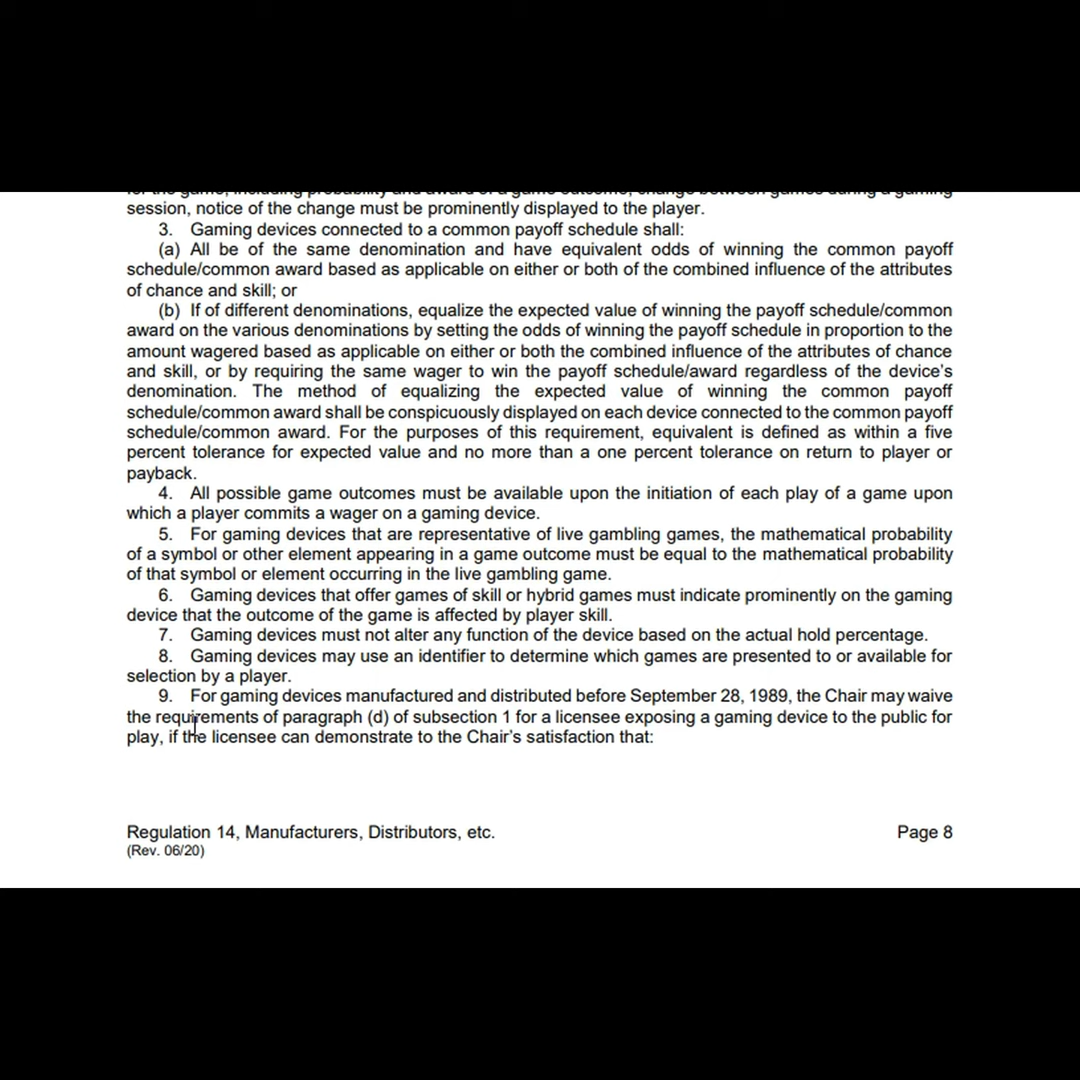 for the game, including probability and award of a game outcome, change between games during a gaming
session, notice of the change must be prominently displayed to the player.
3. Gaming devices connected to a common payoff schedule shall:
(a) All be of the same denomination and have equivalent odds of winning the common payoff
schedule/common award based as applicable on either or both of the combined influence of the attributes
of chance and skill; or
(b) If of different denominations, equalize the expected value of winning the payoff schedule/common
award on the various denominations by setting the odds of winning the payoff schedule in proportion to the
amount wagered based as applicable on either or both the combined influence of the attributes of chance
and skill, or by requiring the same wager to win the payoff schedule/award regardless of the device's
denomination. The method of equalizing the expected value of winning the common payoff
schedule/common award shall be conspicuously displayed on each device connected to the common payoff
schedule/common award. For the purposes of this requirement, equivalent is defined as within a five
percent tolerance for expected value and no more than a one percent tolerance on return to player or
payback.
4. All possible game outcomes must be available upon the initiation of each play of a game upon
which a player commits a wager on a gaming device.
5. For gaming devices that are representative of live gambling games, the mathematical probability
of a symbol or other element appearing in a game outcome must be equal to the mathematical probability
of that symbol or element occurring in the live gambling game.
6. Gaming devices that offer games of skill or hybrid games must indicate prominently on the gaming
device that the outcome of the game is affected by player skill.
7. Gaming devices must not alter any function of the device based on the actual hold percentage.
8. Gaming devices may use an identifier to determine which games are presented to or available for
selection by a player.
9. For gaming devices manufactured and distributed before September 28, 1989, the Chair may waive
the requirements of paragraph (d) of subsection 1 for a licensee exposing a gaming device to the public for
play, if the licensee can demonstrate to the Chair's satisfaction that:
Regulation 14, Manufacturers, Distributors, etc. Page 8
(Rev. 06/20)